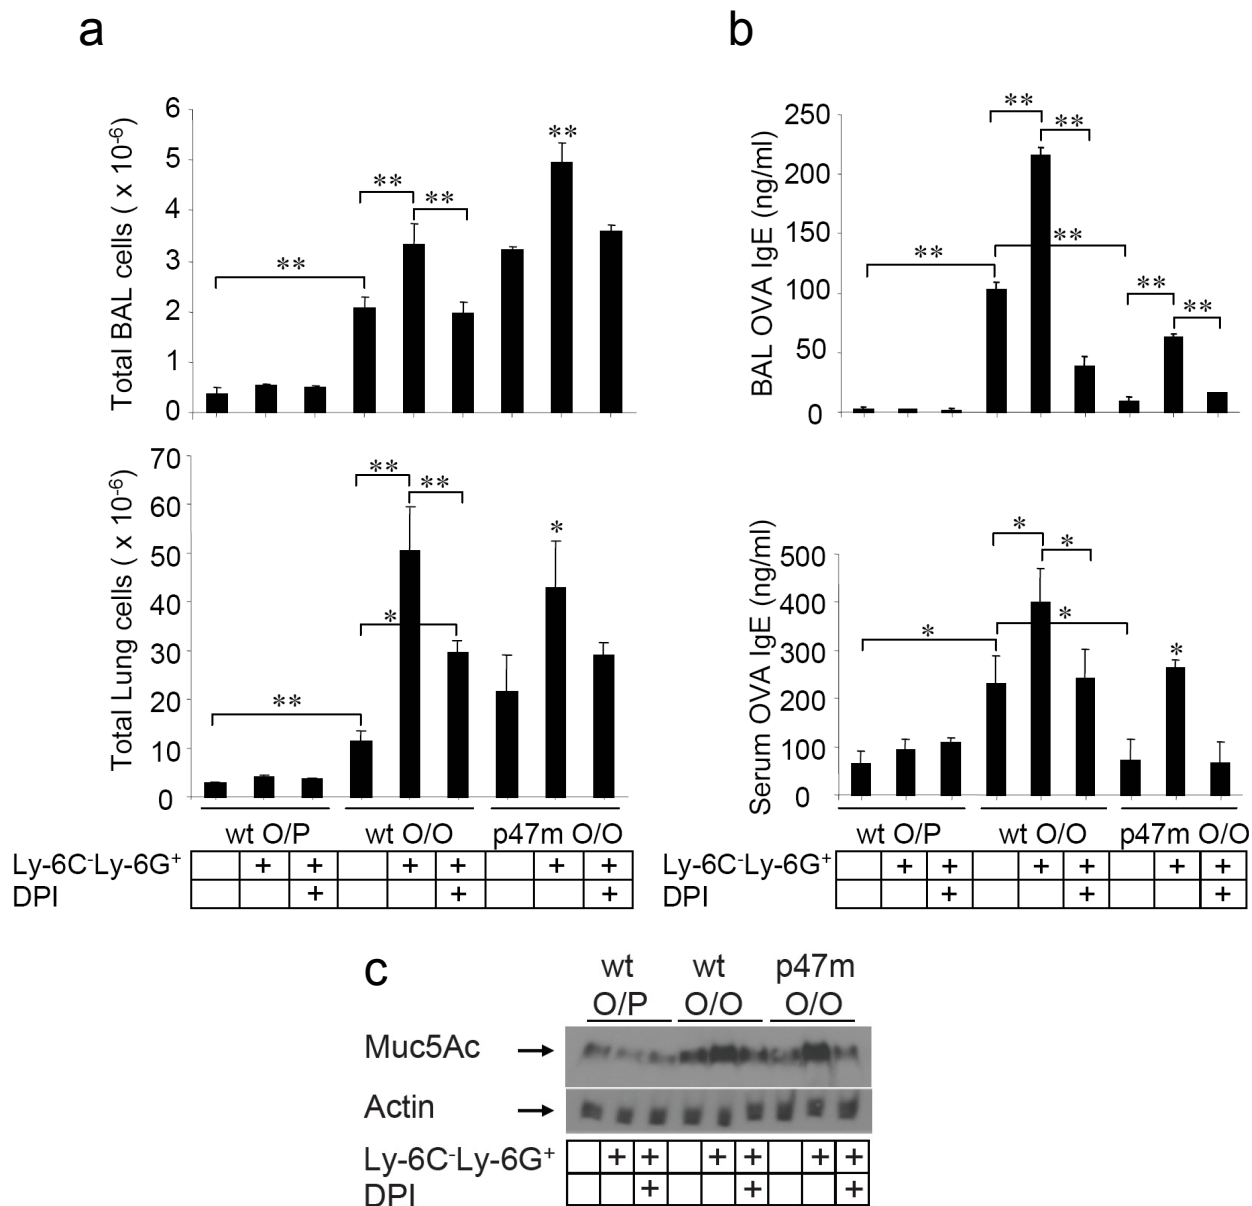 a
Total BAL cells ( x 10-6)
6
5
4
3
2
1
0
**
**
**
**
Total Lung cells ( x 10-6)
70
60
50
40
30
20
10
0
**
**
**
*
*
wt O/P
wt O/O
p47m O/O
Ly-6C-Ly-6G+
+ + + + + +
DPI
+ + +
b
BAL OVA IgE (ng/ml)
250
200
150
100
50
0
**
**
**
**
**
**
Serum OVA IgE (ng/ml)
500
400
300
200
100
0
*
*
*
*
*
wt O/P
wt O/O
p47m O/O
Ly-6C-Ly-6G+
+ + + + + +
DPI
+ + +
c
wt wt p47m
O/P O/O O/O
Muc5Ac
Actin
Ly-6C-Ly-6G+
+ + + + + +
DPI
+ + +